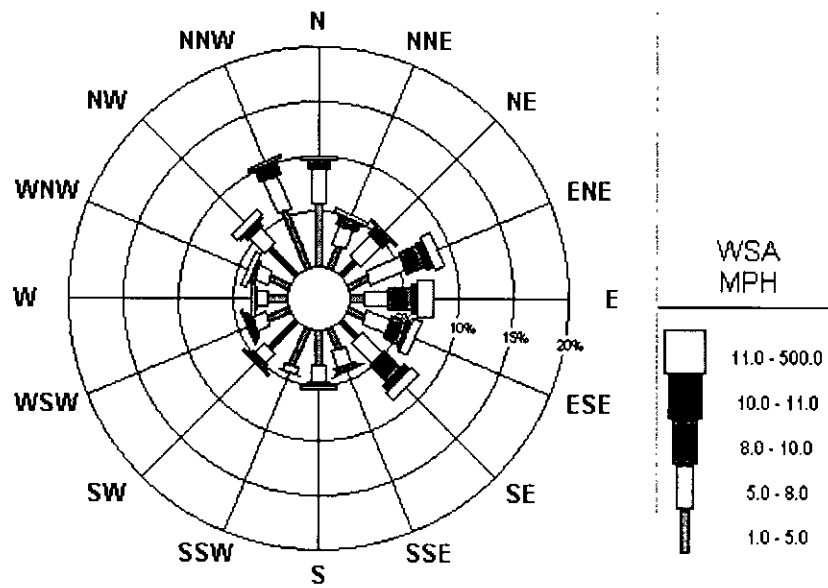 N
NNW
NNE
NW
NE
WNW
ENE
W
E
10%
15%
20%
WSW
ESE
SW
SE
SSW
SSE
S
WSA
MPH
11.0 - 500.0
10.0 - 11.0
8.0 - 10.0
5.0 - 8.0
1.0 - 5.0